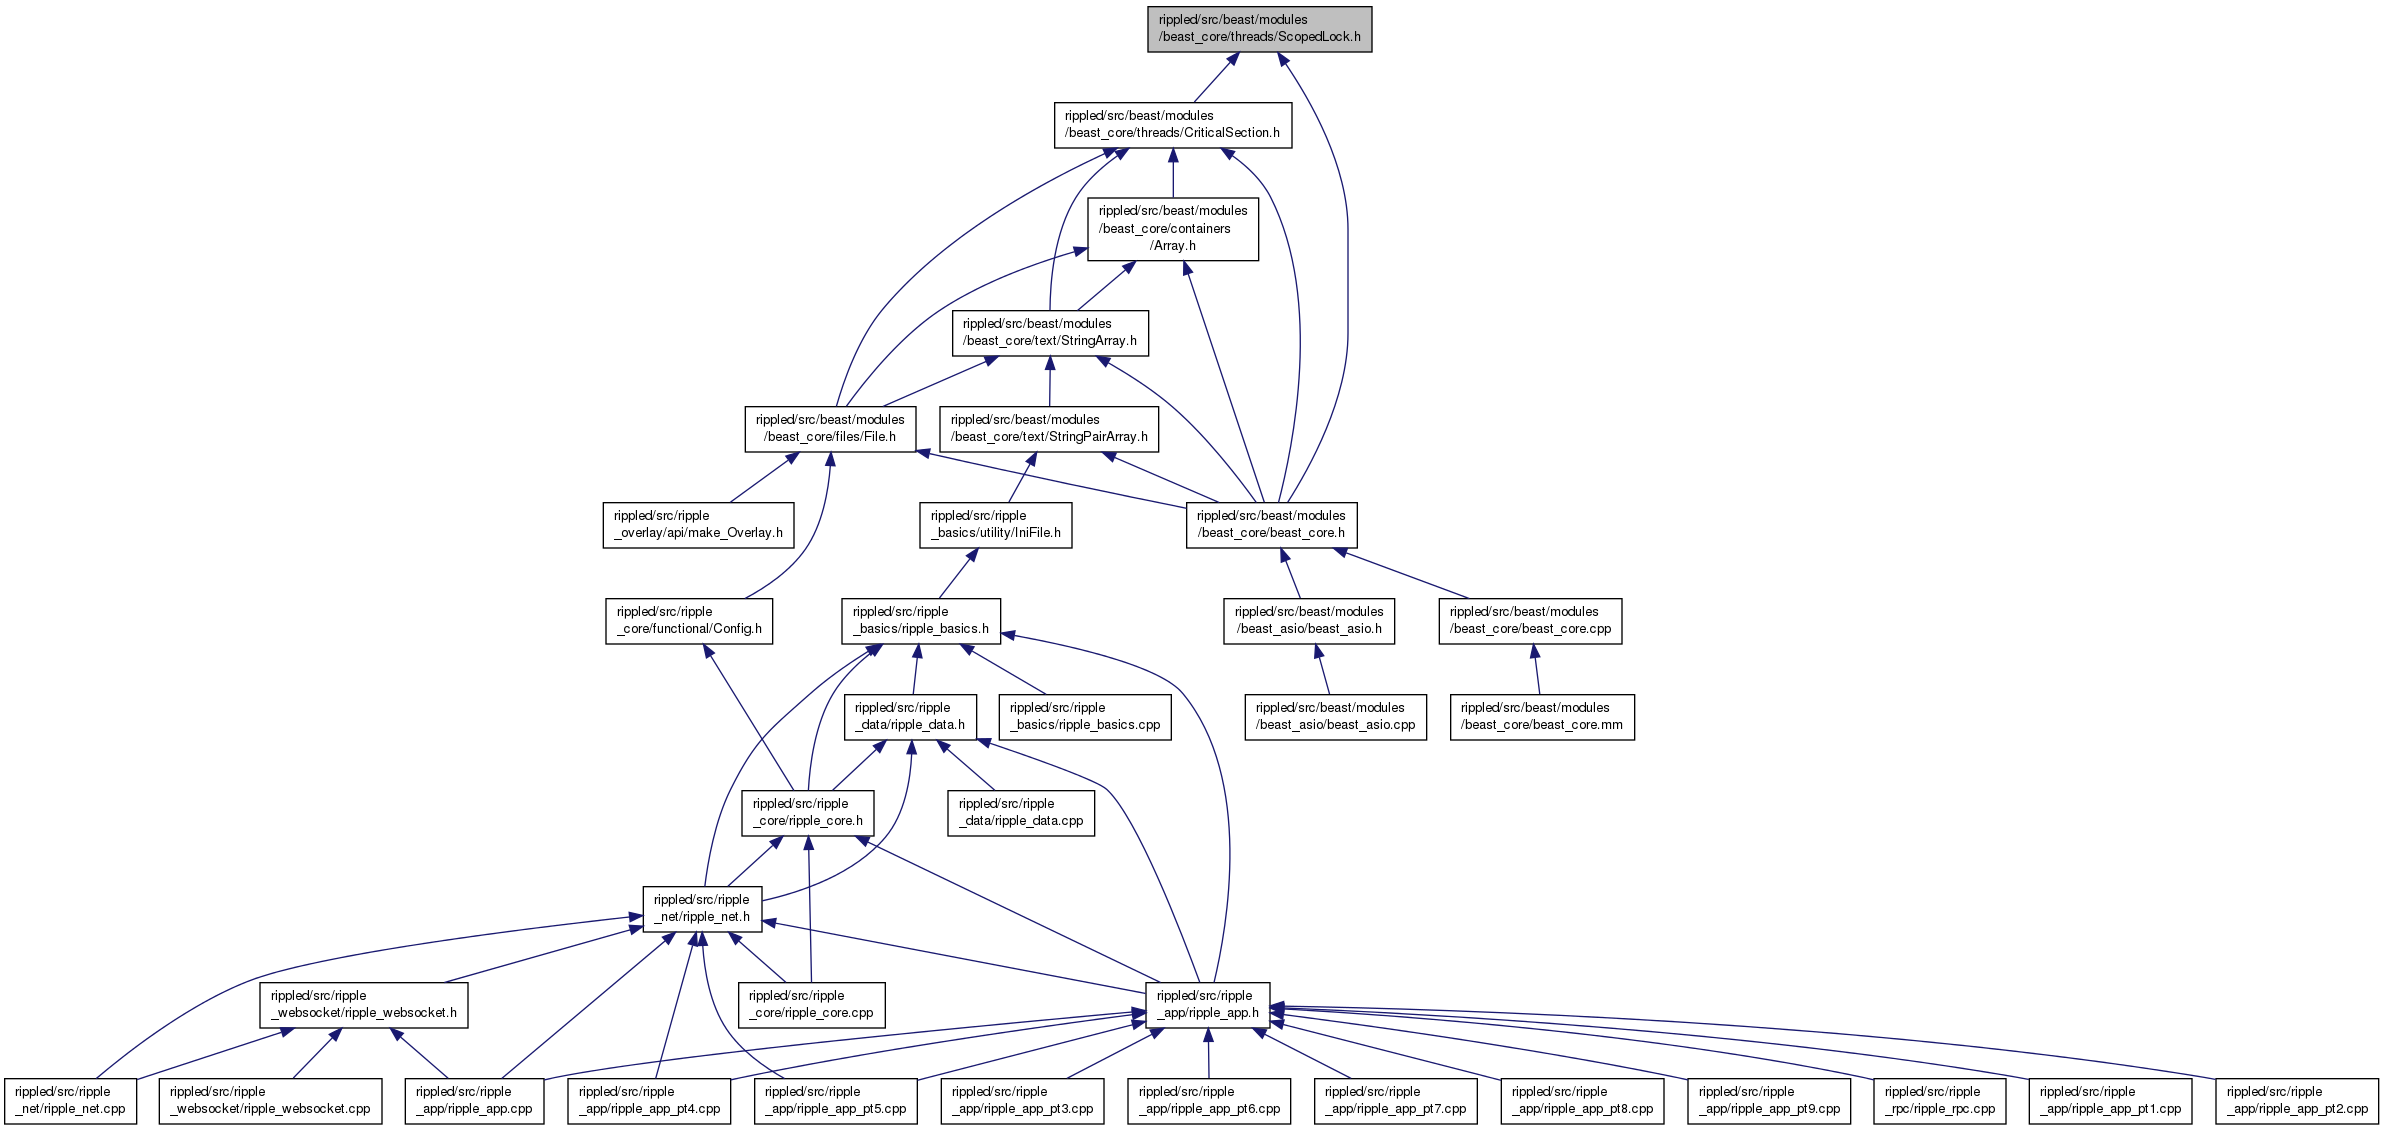 rippled/src/beast/modules
/beast_core/threads/ScopedLock.h
rippled/src/beast/modules
/beast_core/threads/CriticalSection.h
rippled/src/beast/modules
/beast_core/containers
/Array.h
rippled/src/beast/modules
/beast_core/text/StringArray.h
rippled/src/beast/modules
/beast_core/files/File.h
rippled/src/beast/modules
/beast_core/text/StringPairArray.h
rippled/src/ripple
_overlay/api/make_Overlay.h
rippled/src/ripple
_basics/utility/IniFile.h
rippled/src/beast/modules
/beast_core/beast_core.h
rippled/src/ripple
_core/functional/Config.h
rippled/src/ripple
_basics/ripple_basics.h
rippled/src/beast/modules
/beast_asio/beast_asio.h
rippled/src/beast/modules
/beast_core/beast_core.cpp
rippled/src/ripple
_data/ripple_data.h
rippled/src/ripple
_basics/ripple_basics.cpp
rippled/src/beast/modules
/beast_asio/beast_asio.cpp
rippled/src/beast/modules
/beast_core/beast_core.mm
rippled/src/ripple
_core/ripple_core.h
rippled/src/ripple
_data/ripple_data.cpp
rippled/src/ripple
_net/ripple_net.h
rippled/src/ripple
_websocket/ripple_websocket.h
rippled/src/ripple
_core/ripple_core.cpp
rippled/src/ripple
_app/ripple_app.h
rippled/src/ripple
_net/ripple_net.cpp
rippled/src/ripple
_websocket/ripple_websocket.cpp
rippled/src/ripple
_app/ripple_app.cpp
rippled/src/ripple
_app/ripple_app_pt4.cpp
rippled/src/ripple
_app/ripple_app_pt5.cpp
rippled/src/ripple
_app/ripple_app_pt3.cpp
rippled/src/ripple
_app/ripple_app_pt6.cpp
rippled/src/ripple
_app/ripple_app_pt7.cpp
rippled/src/ripple
_app/ripple_app_pt8.cpp
rippled/src/ripple
_app/ripple_app_pt9.cpp
rippled/src/ripple
_rpc/ripple_rpc.cpp
rippled/src/ripple
_app/ripple_app_pt1.cpp
rippled/src/ripple
_app/ripple_app_pt2.cpp